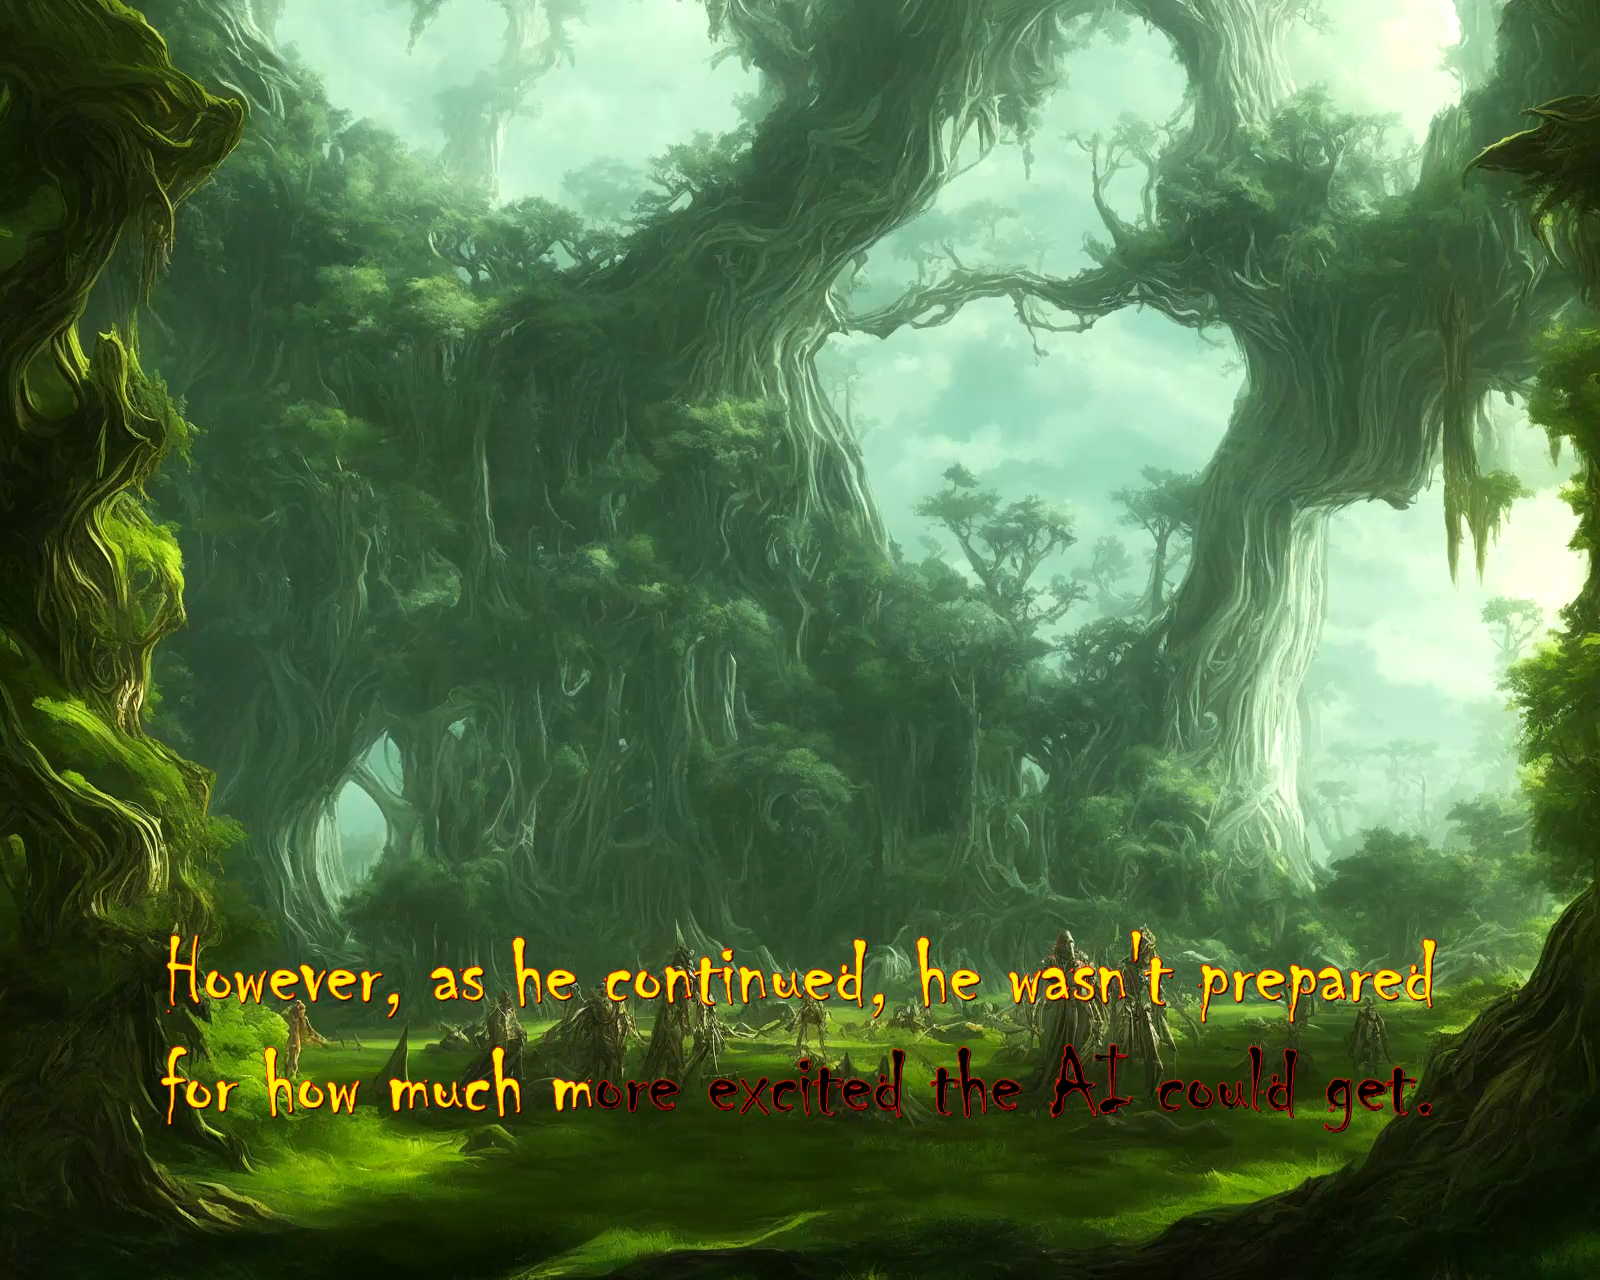 However, as he continued, he wasn't prepared
for how much more excited the AI could get.